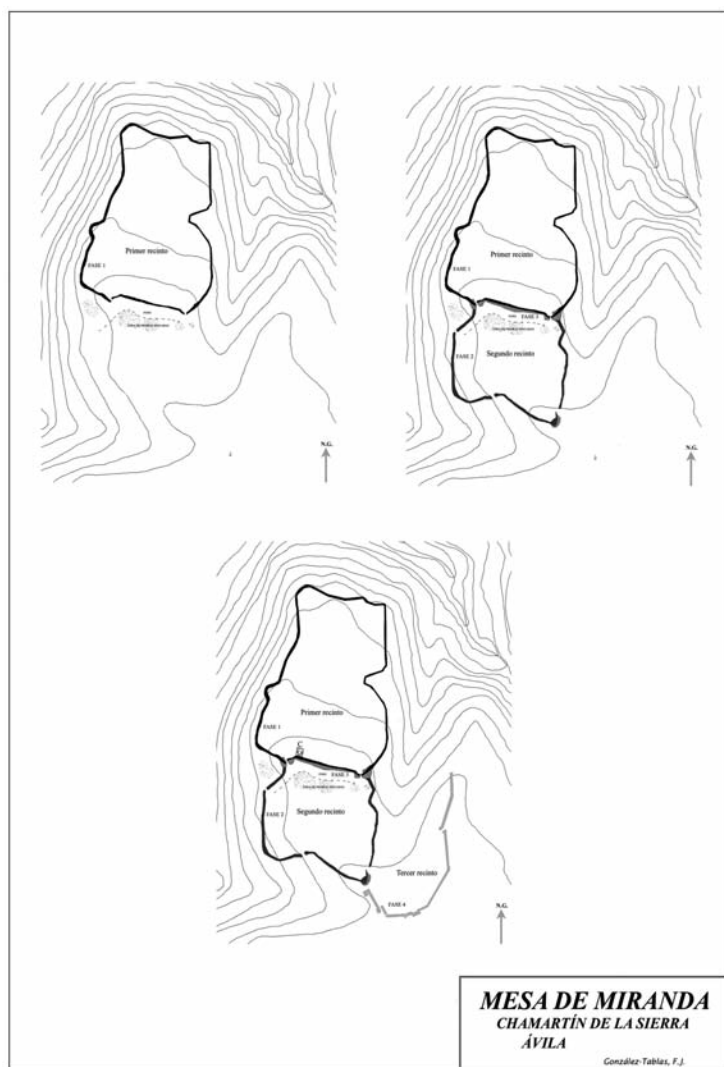 Primer recinto
FASE 1
N.G.
Primer recinto
FASE 1
FASE 3
Segundo recinto
FASE 2
N.G.
Primer recinto
FASE 1
FASE 3
Segundo recinto
FASE 2
Tercer recinto
FASE 4
N.G.
MESA DE MIRANDA
CHAMARTÍN DE LA SIERRA
ÁVILA
González-Tablas, F.J.